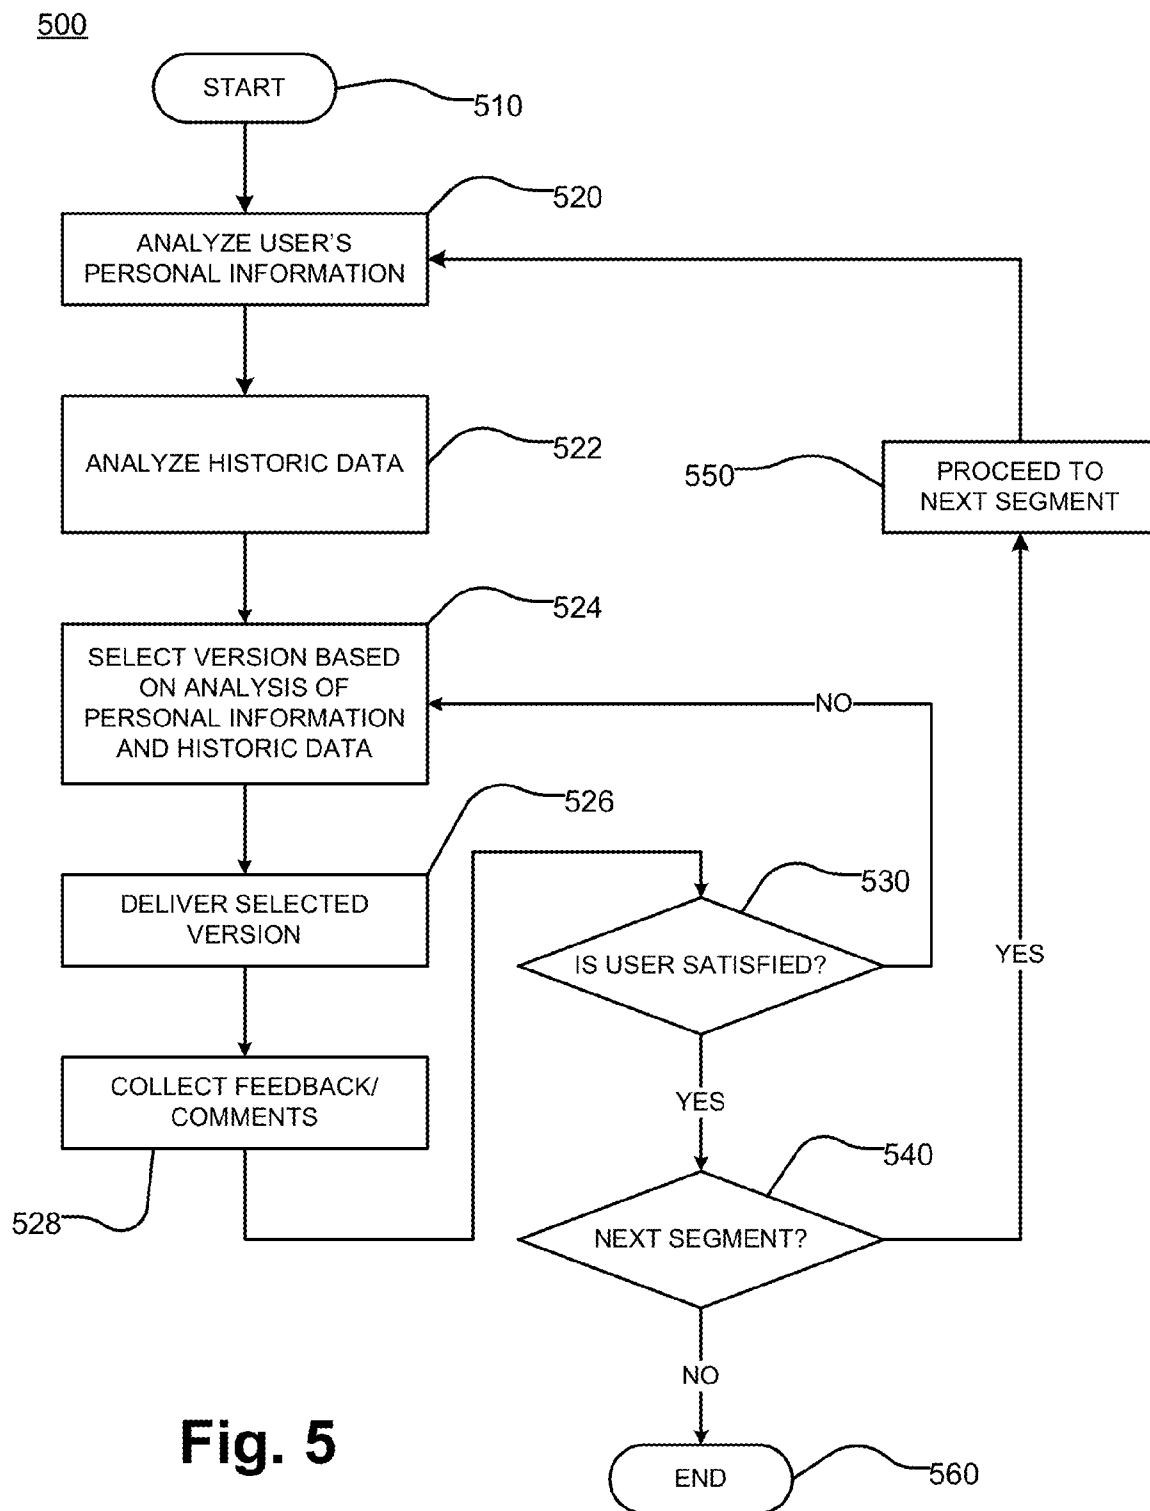 500
START
510
520
ANALYZE USER'S
PERSONAL INFORMATION
ANALYZE HISTORIC DATA
522
550
PROCEED TO
NEXT SEGMENT
524
SELECT VERSION BASED
ON ANALYSIS OF
PERSONAL INFORMATION
AND HISTORIC DATA
NO
526
DELIVER SELECTED
VERSION
530
IS USER SATISFIED?
YES
COLLECT FEEDBACK/
COMMENTS
YES
528
540
NEXT SEGMENT?
NO
Fig. 5
END
560